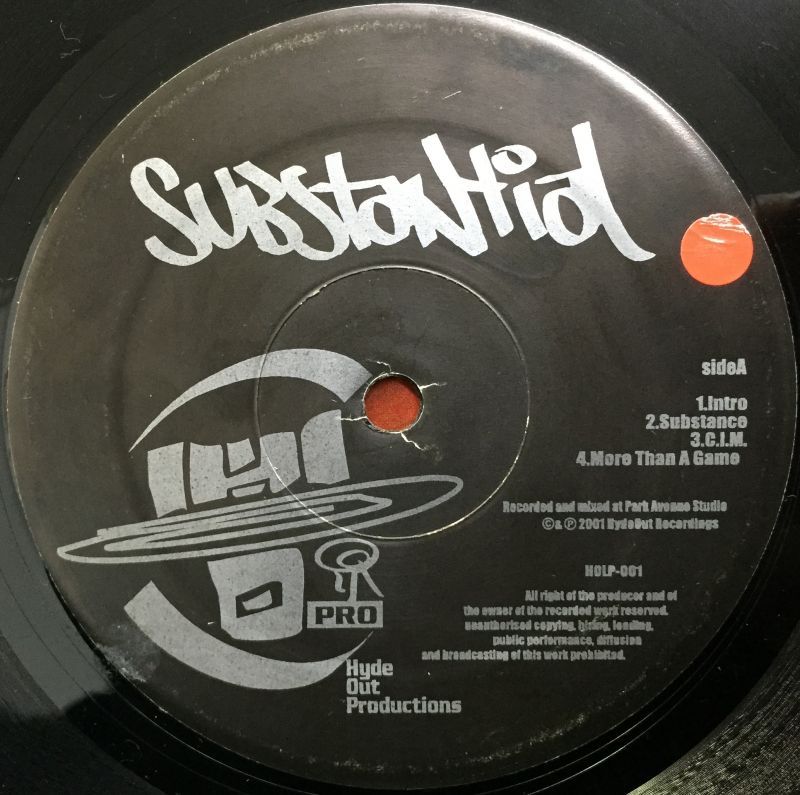 Substantial
sideA
1.Intro
2.Substance
3.C.I.M.
4.More Than A Game
Recorded and mixed at Park Avenue Studio
©& ℗ 2001 HydeOut Recordings
HOLP-001
All right of the producer and of
the owner of the recorded work reserved.
unauthorised copying, hiring, lending,
public performance, diffusion
and broadcasting of this work prohibited.
PRO
Hyde
Out
Productions